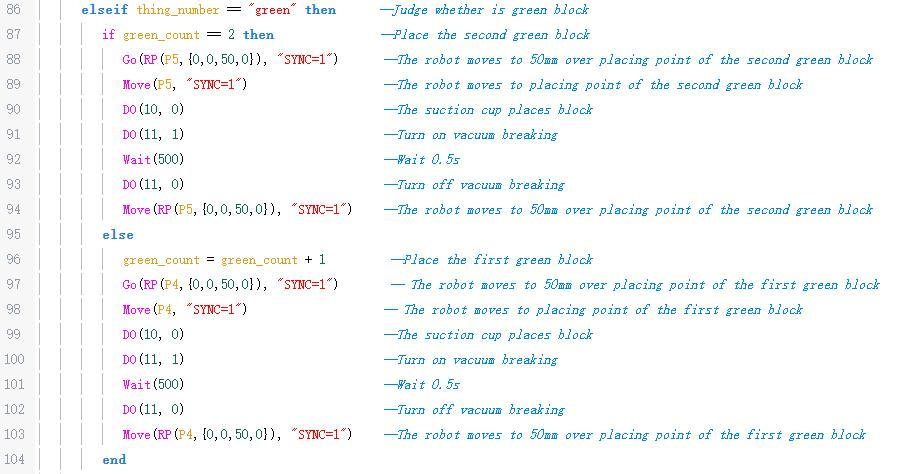 86 elseif thing_number == "green" then --Judge whether is green block
87 if green_count == 2 then --Place the second green block
88 Go(RP(P5,{0,0,50,0}), "SYNC=1") --The robot moves to 50mm over placing point of the second green block
89 Move(P5, "SYNC=1") --The robot moves to placing point of the second green block
90 DO(10, 0) --The suction cup places block
91 DO(11, 1) --Turn on vacuum breaking
92 Wait(500) --Wait 0.5s
93 DO(11, 0) --Turn off vacuum breaking
94 Move(RP(P5,{0,0,50,0}), "SYNC=1") --The robot moves to 50mm over placing point of the second green block
95 else
96 green_count = green_count + 1 --Place the first green block
97 Go(RP(P4,{0,0,50,0}), "SYNC=1") -- The robot moves to 50mm over placing point of the first green block
98 Move(P4, "SYNC=1") -- The robot moves to placing point of the first green block
99 DO(10, 0) --The suction cup places block
100 DO(11, 1) --Turn on vacuum breaking
101 Wait(500) --Wait 0.5s
102 DO(11, 0) --Turn off vacuum breaking
103 Move(RP(P4,{0,0,50,0}), "SYNC=1") --The robot moves to 50mm over placing point of the first green block
104 end